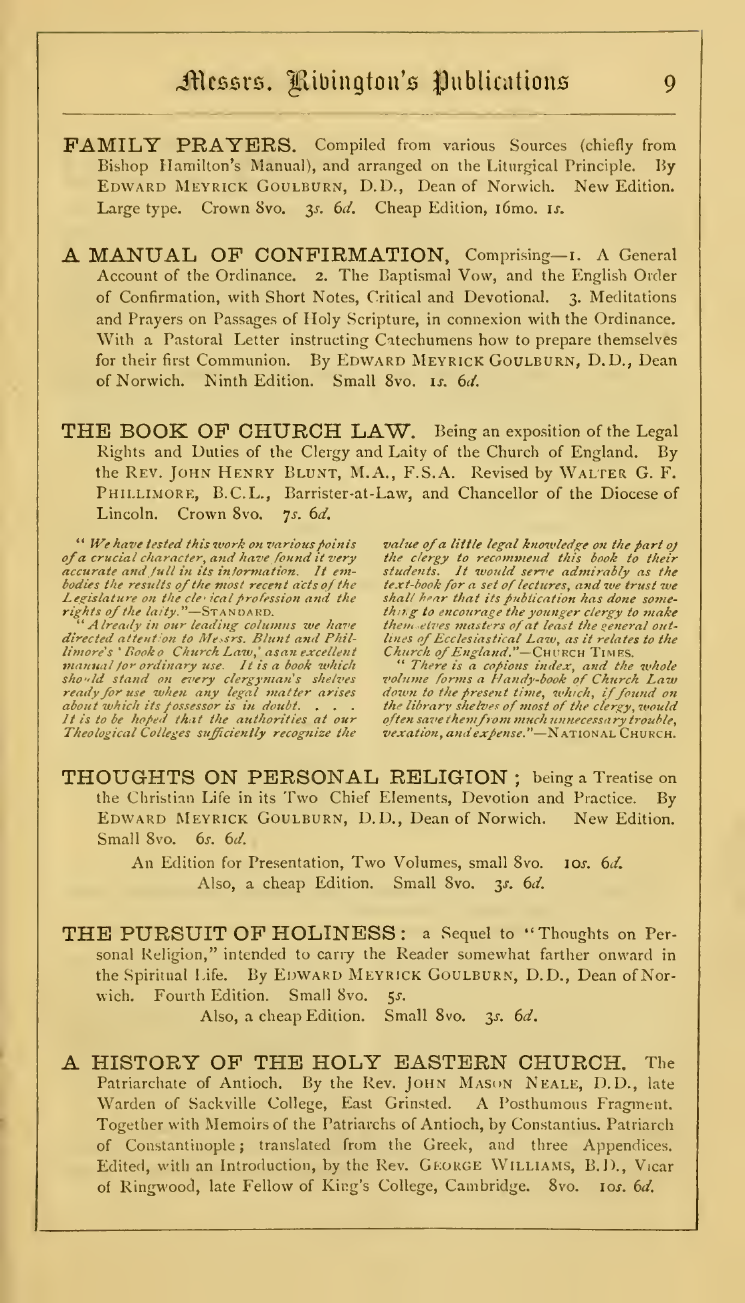 Messrs. Rivington's Publications 9
FAMILY PRAYERS. Compiled from various Sources (chiefly from
Bishop Hamilton's Manual), and arranged on the Liturgical Principle. By
EDWARD MEYRICK GOULBURN, D.D., Dean of Norwich. New Edition.
Large type. Crown 8vo. 3s. 6d. Cheap Edition, 16mo. 1s.
A MANUAL OF CONFIRMATION, Comprising—1. A General
Account of the Ordinance. 2. The Baptismal Vow, and the English Order
of Confirmation, with Short Notes, Critical and Devotional. 3. Meditations
and Prayers on Passages of Holy Scripture, in connexion with the Ordinance.
With a Pastoral Letter instructing Catechumens how to prepare themselves
for their first Communion. By EDWARD MEYRICK GOULBURN, D.D., Dean
of Norwich. Ninth Edition. Small 8vo. 1s. 6d.
THE BOOK OF CHURCH LAW. Being an exposition of the Legal
Rights and Duties of the Clergy and Laity of the Church of England. By
the REV. JOHN HENRY BLUNT, M.A., F.S.A. Revised by WALTER G. F.
PHILLIMORE, B.C.L., Barrister-at-Law, and Chancellor of the Diocese of
Lincoln. Crown 8vo. 7s. 6d.
"We have tested this work on various points
of a crucial character, and have found it very
accurate and full in its information. It em-
bodies the results of the most recent acts of the
Legislature on the clerical profession and the
rights of the laity."—STANDARD.
"Already in our leading columns we have
directed attention to Messrs. Blunt and Phil-
limore's 'Book o Church Law,' as an excellent
manual for ordinary use. It is a book which
should stand on every clergyman's shelves
ready for use when any legal matter arises
about which its possessor is in doubt. . . .
It is to be hoped that the authorities at our
Theological Colleges sufficiently recognize the
value of a little legal knowledge on the part of
the clergy to recommend this book to their
students. It would serve admirably as the
text-book for a set of lectures, and we trust we
shall hear that its publication has done some-
thing to encourage the younger clergy to make
themselves masters of at least the general out-
lines of Ecclesiastical Law, as it relates to the
Church of England."—CHURCH TIMES.
"There is a copious index, and the whole
volume forms a Handy-book of Church Law
down to the present time, which, if found on
the library shelves of most of the clergy, would
often save them from much unnecessary trouble,
vexation, and expense."—NATIONAL CHURCH.
THOUGHTS ON PERSONAL RELIGION; being a Treatise on
the Christian Life in its Two Chief Elements, Devotion and Practice. By
EDWARD MEYRICK GOULBURN, D.D., Dean of Norwich. New Edition.
Small 8vo. 6s. 6d.
An Edition for Presentation, Two Volumes, small 8vo. 10s. 6d.
Also, a cheap Edition. Small 8vo. 3s. 6d.
THE PURSUIT OF HOLINESS: a Sequel to "Thoughts on Per-
sonal Religion," intended to carry the Reader somewhat farther onward in
the Spiritual Life. By EDWARD MEYRICK GOULBURN, D.D., Dean of Nor-
wich. Fourth Edition. Small 8vo. 5s.
Also, a cheap Edition. Small 8vo. 3s. 6d.
A HISTORY OF THE HOLY EASTERN CHURCH. The
Patriarchate of Antioch. By the Rev. JOHN MASON NEALE, D.D., late
Warden of Sackville College, East Grinsted. A Posthumous Fragment.
Together with Memoirs of the Patriarchs of Antioch, by Constantius. Patriarch
of Constantinople; translated from the Greek, and three Appendices.
Edited, with an Introduction, by the Rev. GEORGE WILLIAMS, B.D., Vicar
of Ringwood, late Fellow of King's College, Cambridge. 8vo. 10s. 6d.